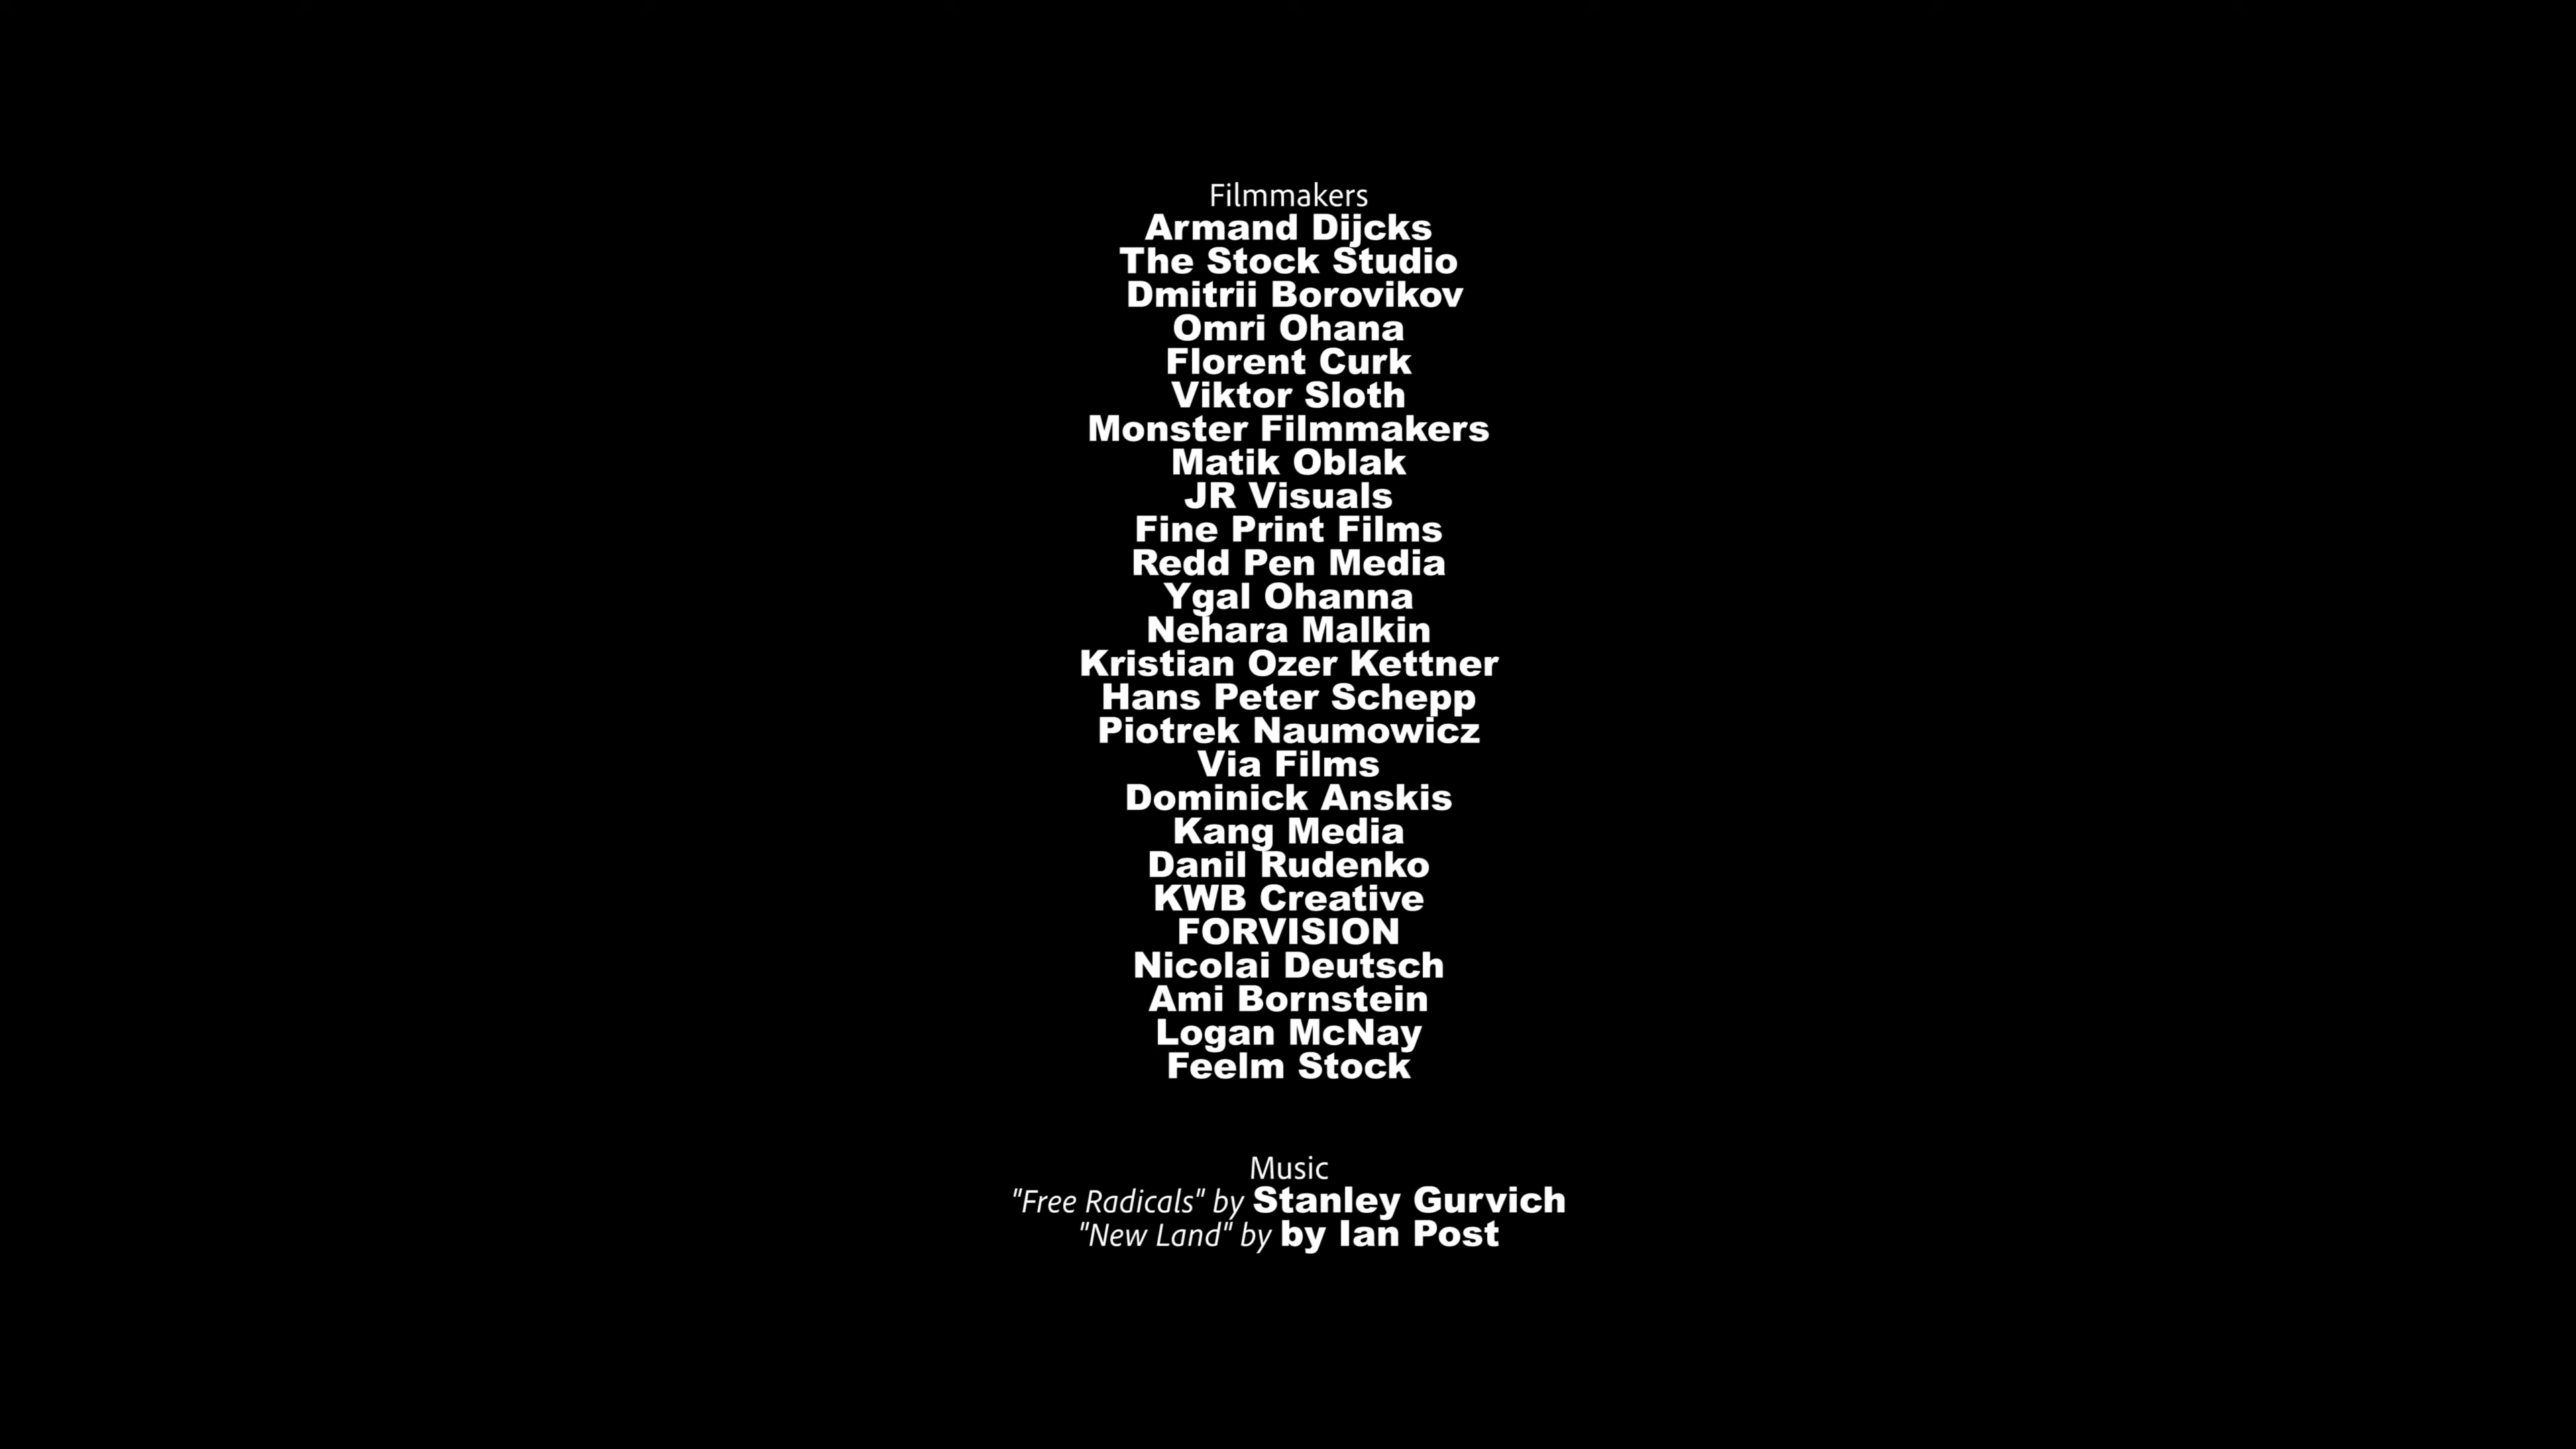 Filmmakers
Armand Dijcks
The Stock Studio
Dmitrii Borovikov
Omri Ohana
Florent Curk
Viktor Sloth
Monster Filmmakers
Matik Oblak
JR Visuals
Fine Print Films
Redd Pen Media
Ygal Ohanna
Nehara Malkin
Kristian Ozer Kettner
Hans Peter Schepp
Piotrek Naumowicz
Via Films
Dominick Anskis
Kang Media
Danil Rudenko
KWB Creative
FORVISION
Nicolai Deutsch
Ami Bornstein
Logan McNay
Feelm Stock
Music
"Free Radicals" by Stanley Gurvich
"New Land" by by Ian Post